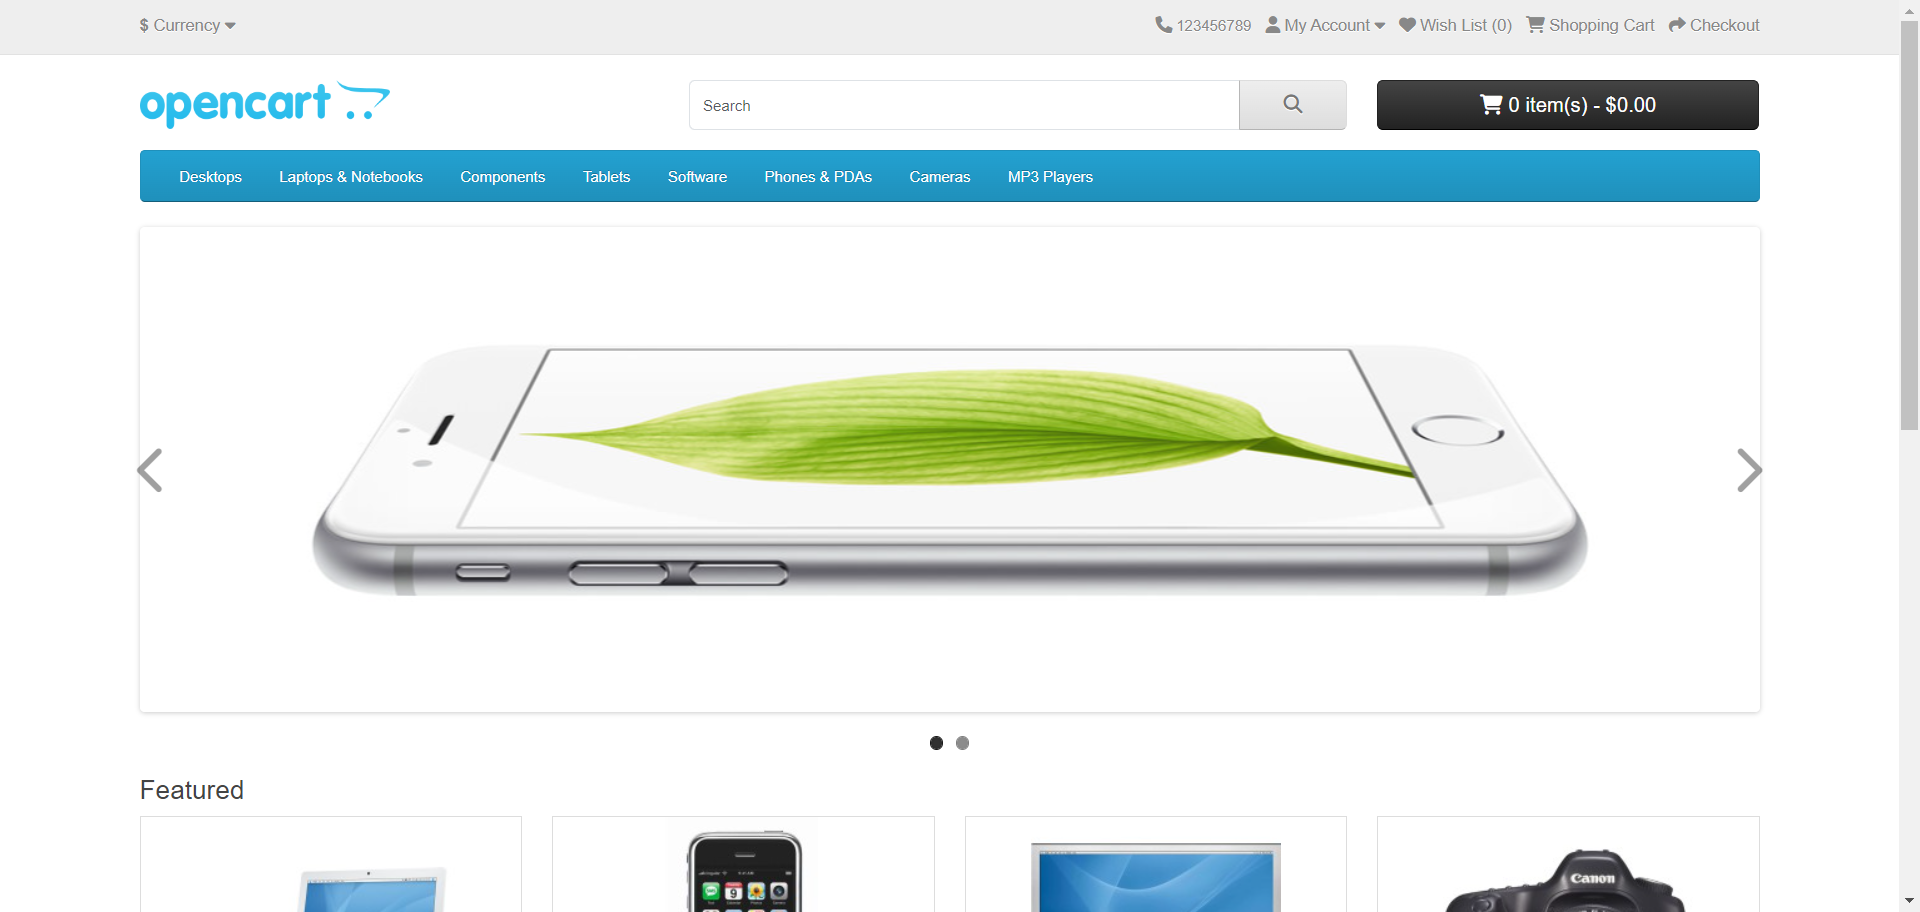 $ Currency
123456789 My Account Wish List (0) Shopping Cart Checkout
opencart
Search
0 item(s) - $0.00
Desktops Laptops & Notebooks Components Tablets Software Phones & PDAs Cameras MP3 Players
Featured
Canon